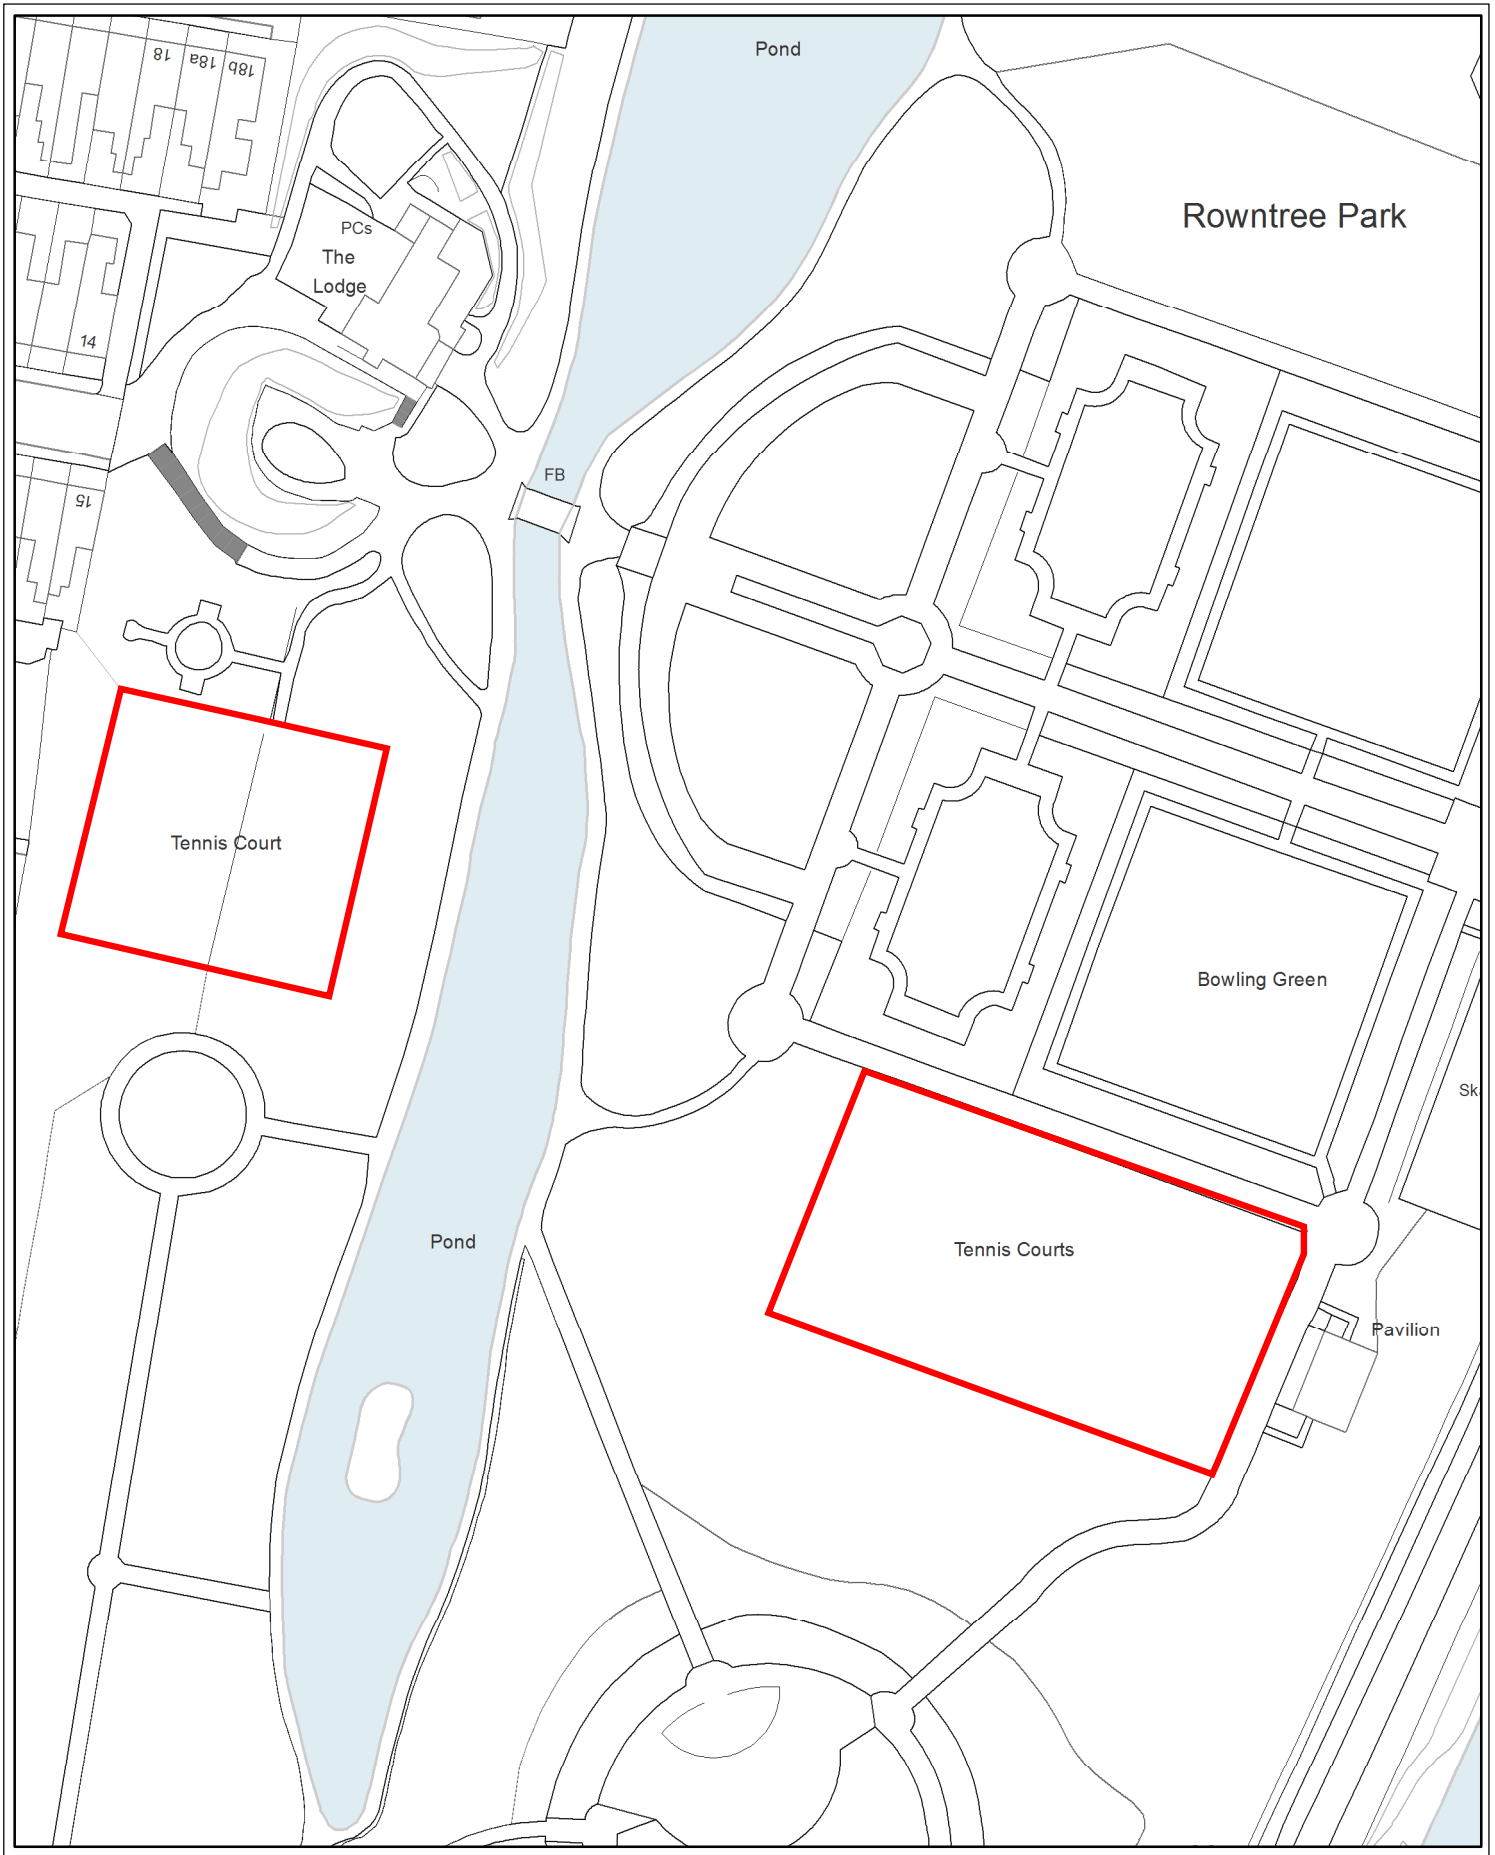 Pond
18
18a
18b
Rowntree Park
PCs
The
Lodge
14
FB
15
Tennis Court
Bowling Green
Sk
Tennis Courts
Pond
Pavilion